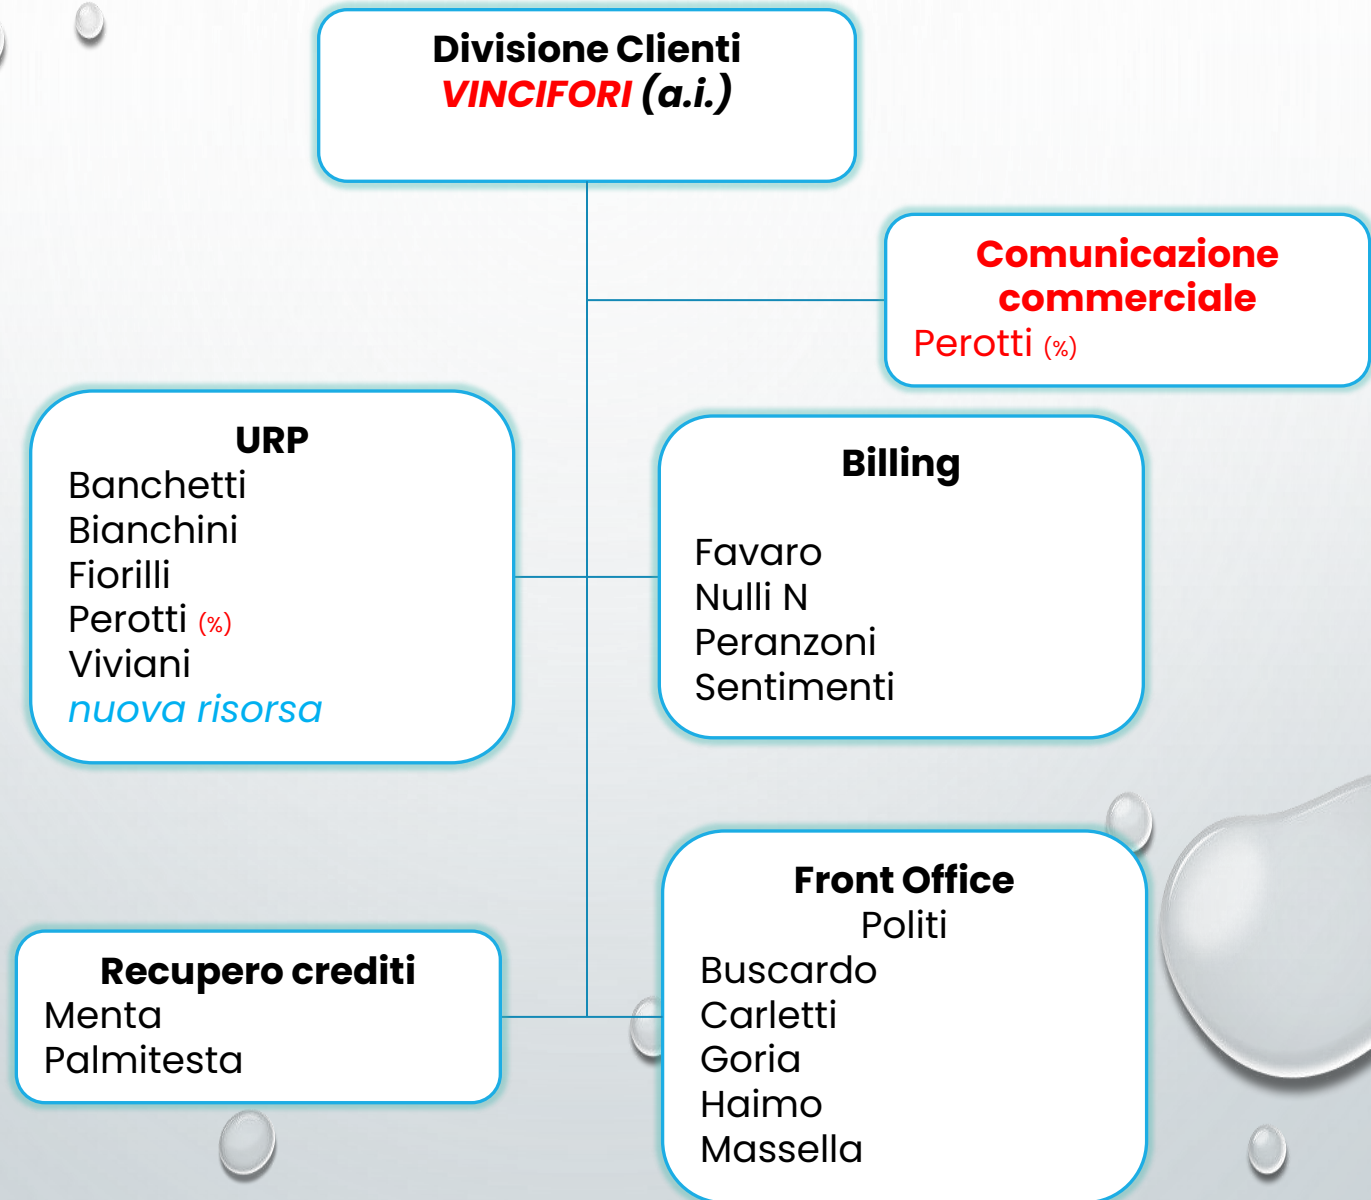 Divisione Clienti
VINCIFORI (a.i.)
Comunicazione
commerciale
Perotti (%)
URP
Banchetti
Bianchini
Fiorilli
Perotti (%)
Viviani
nuova risorsa
Billing
Favaro
Nulli N
Peranzoni
Sentimenti
Recupero crediti
Menta
Palmitesta
Front Office
Politi
Buscardo
Carletti
Goria
Haimo
Massella